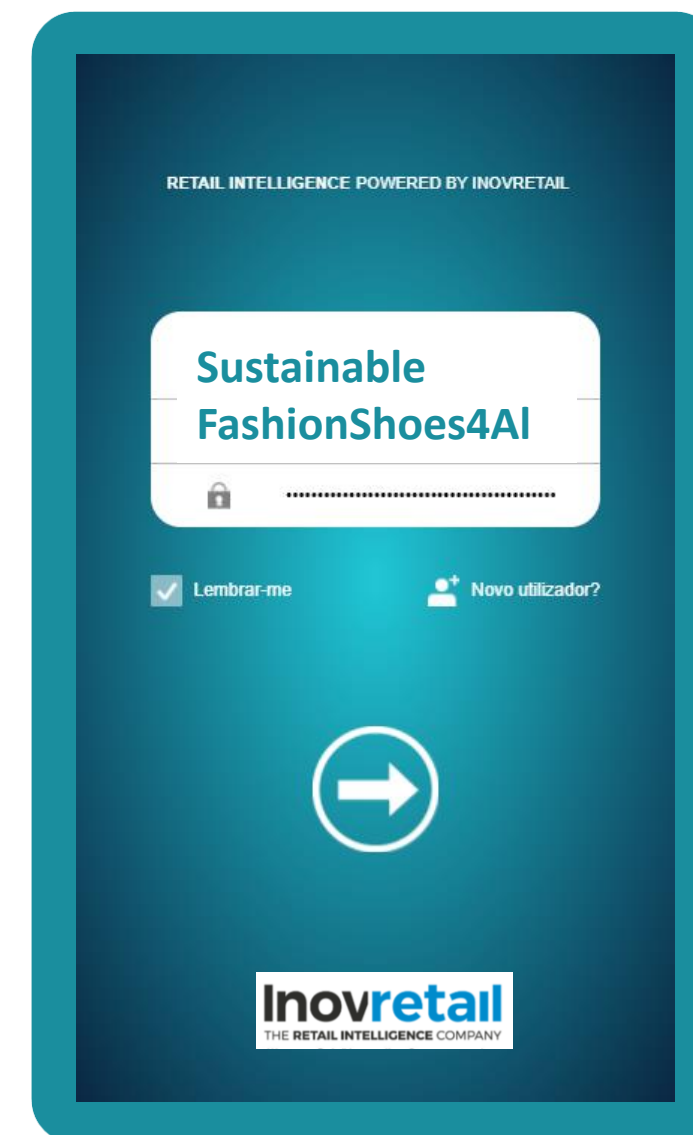 RETAIL INTELLIGENCE POWERED BY INOVRETAIL
Sustainable
FashionShoes4Al
Lembrar-me
Novo utilizador?
Inovretail
THE RETAIL INTELLIGENCE COMPANY